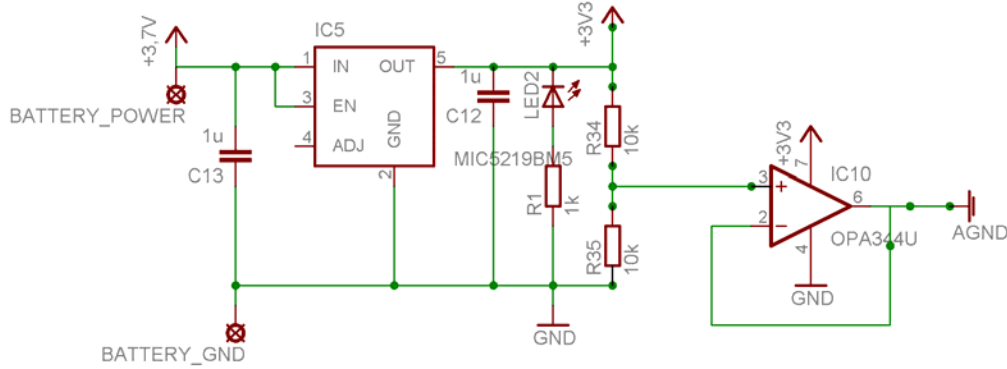 +3,7V
BATTERY_POWER
1u
C13
BATTERY_GND
IC5
1
IN
OUT
5
3
EN
4
ADJ
GND
2
MIC5219BM5
1u
C12
LED2
R1
1k
GND
+3V3
R34
10k
R35
10k
+3V3
7
IC10
3
+
2
-
6
OPA344U
4
GND
AGND